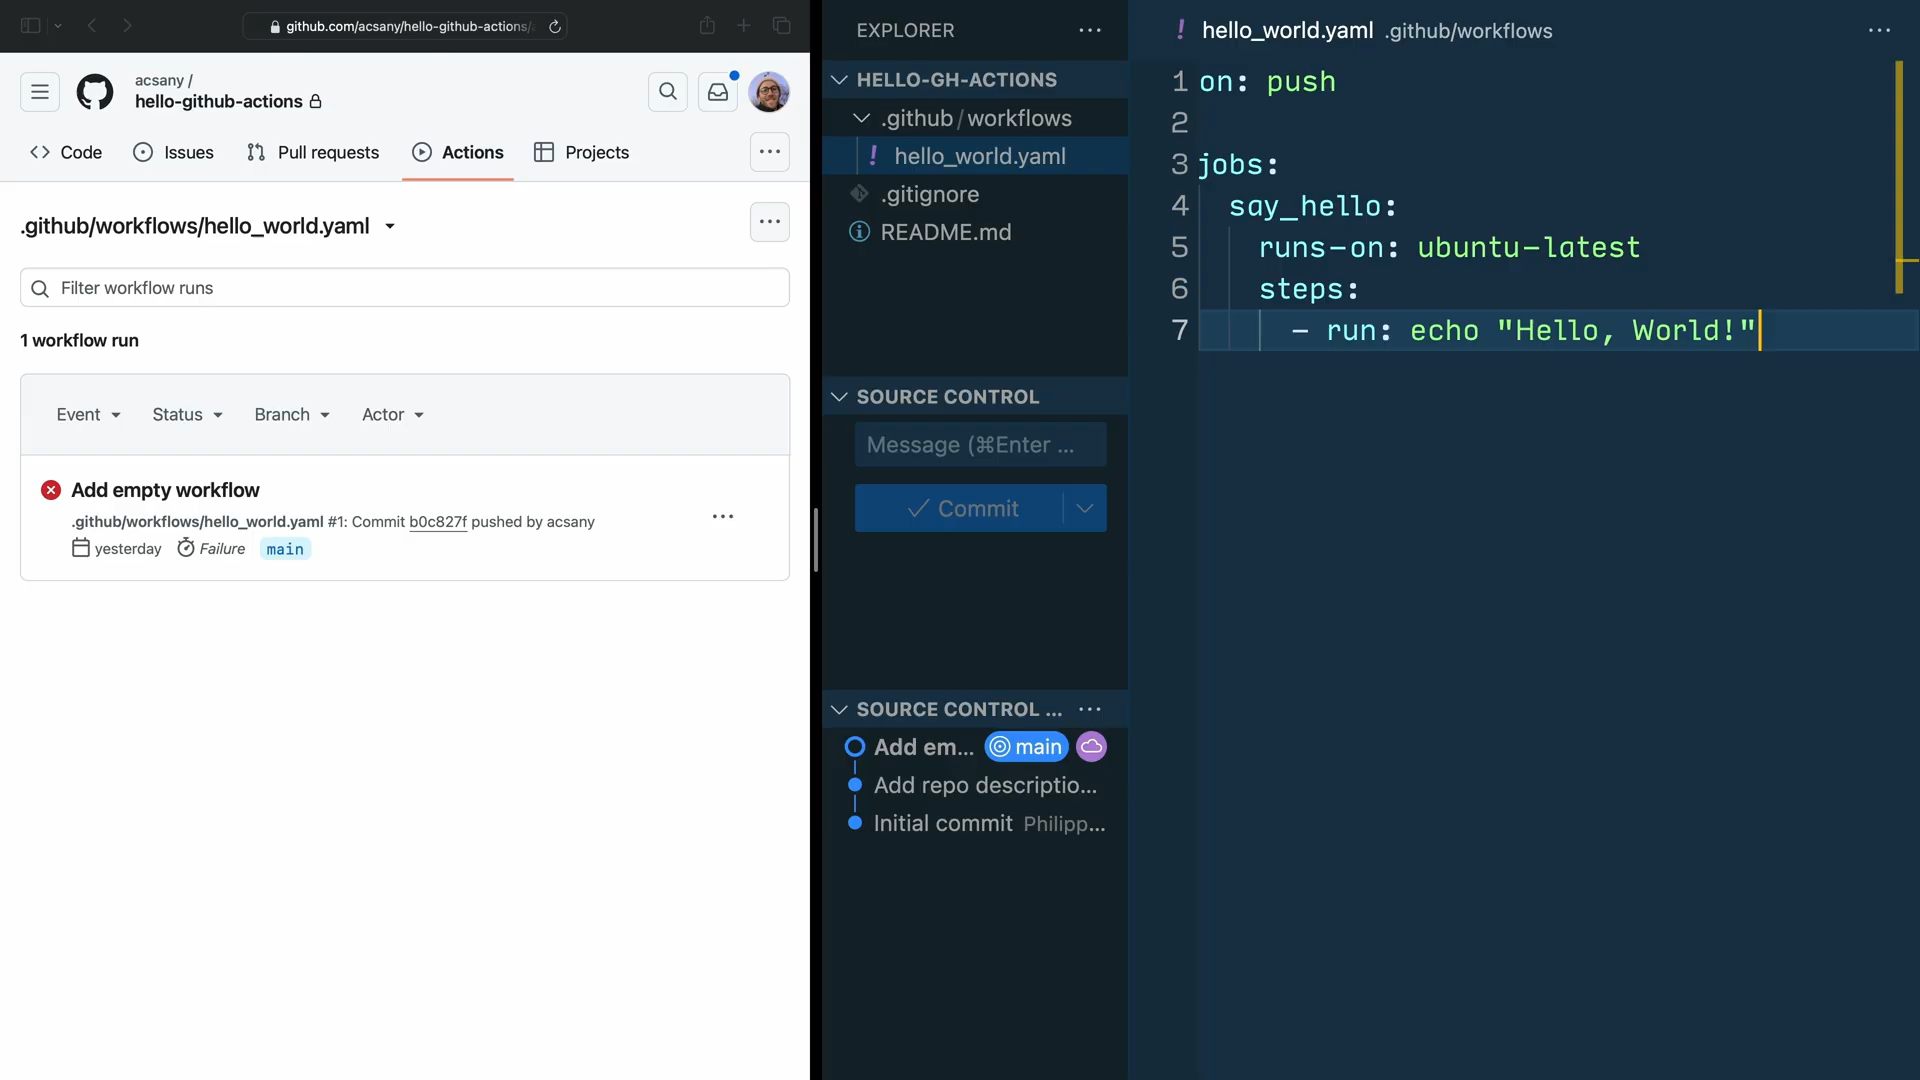 github.com/acsany/hello-github-actions/
acsany /
hello-github-actions
Code
Issues
Pull requests
Actions
Projects
.github/workflows/hello_world.yaml
Filter workflow runs
1 workflow run
Event
Status
Branch
Actor
Add empty workflow
.github/workflows/hello_world.yaml #1: Commit b0c827f pushed by acsany
yesterday
Failure
main
EXPLORER
HELLO-GH-ACTIONS
.github/workflows
! hello_world.yaml
.gitignore
README.md
SOURCE CONTROL
Message (⌘Enter ...
Commit
SOURCE CONTROL ...
Add em... main
Add repo descriptio...
Initial commit Philipp...
! hello_world.yaml .github/workflows
1 on: push
2
3 jobs:
4 say_hello:
5 runs-on: ubuntu-latest
6 steps:
7 - run: echo "Hello, World!"